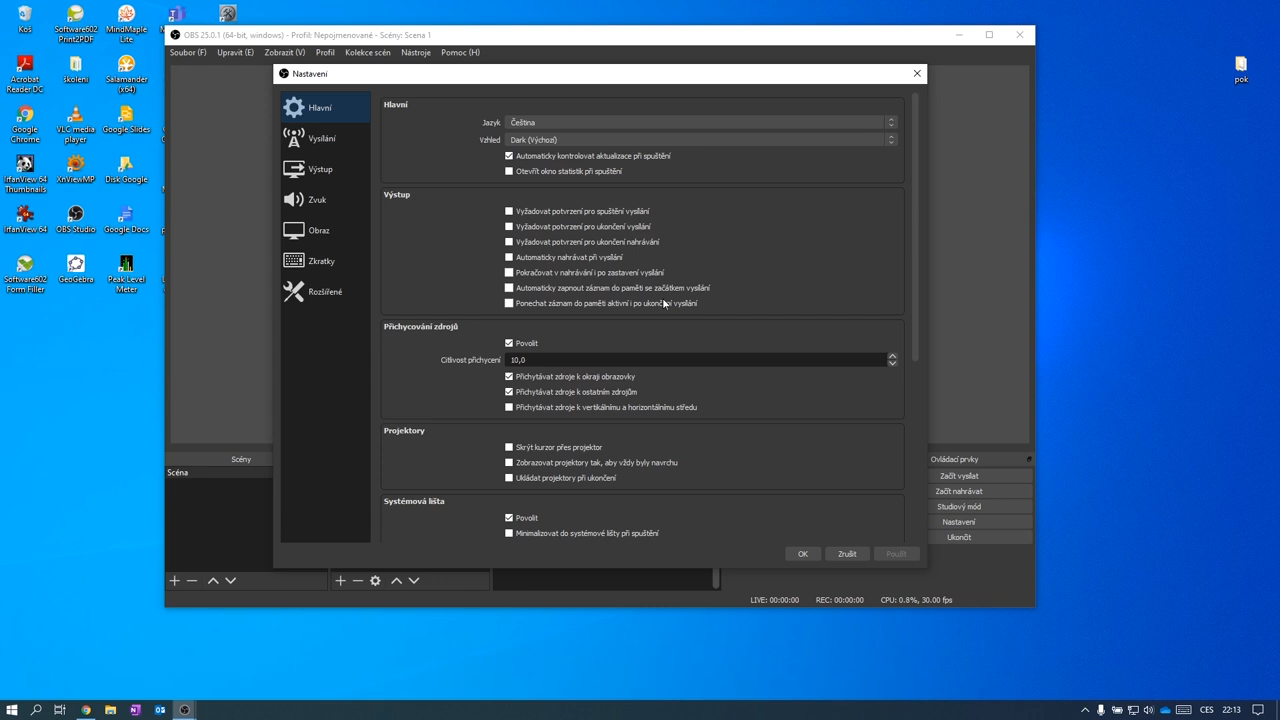 Koš
Software602 Print2PDF
MindMaple Lite
Acrobat Reader DC
školení
Salamander (x64)
Google Chrome
VLC media player
Google Slides
IrfanView 64 Thumbnails
XnViewMP
Disk Google
IrfanView 64
OBS Studio
Google Docs
Software602 Form Filler
GeoGebra
Peak Level Meter
pok
OBS 25.0.1 (64-bit, windows) - Profil: Nepojmenované - Scény: Scena 1
Soubor (F) Upravit (E) Zobrazit (V) Profil Kolekce scén Nástroje Pomoc (H)
Nastavení
Hlavní
Vysílání
Výstup
Zvuk
Obraz
Zkratky
Rozšířené
Hlavní
Jazyk Čeština
Vzhled Dark (Výchozí)
Automaticky kontrolovat aktualizace při spuštění
Otevřít okno statistik při spuštění
Výstup
Vyžadovat potvrzení pro spuštění vysílání
Vyžadovat potvrzení pro ukončení vysílání
Vyžadovat potvrzení pro ukončení nahrávání
Automaticky nahrávat při vysílání
Pokračovat v nahrávání i po zastavení vysílání
Automaticky zapnout záznam do paměti se začátkem vysílání
Ponechat záznam do paměti aktivní i po ukončení vysílání
Přichycování zdrojů
Povolit
Citlivost přichycení 10,0
Přichytávat zdroje k okraji obrazovky
Přichytávat zdroje k ostatním zdrojům
Přichytávat zdroje k vertikálnímu a horizontálnímu středu
Projektory
Skrýt kurzor přes projektor
Zobrazovat projektory tak, aby vždy byly navrchu
Ukládat projektory při ukončení
Systémová lišta
Povolit
Minimalizovat do systémové lišty při spuštění
OK Zrušit Použít
Scény
Scéna
Ovládací prvky
Začít vysílat
Začít nahrávat
Studiový mód
Nastavení
Ukončit
LIVE: 00:00:00 REC: 00:00:00 CPU: 0.8%, 30.00 fps
CES 22:13